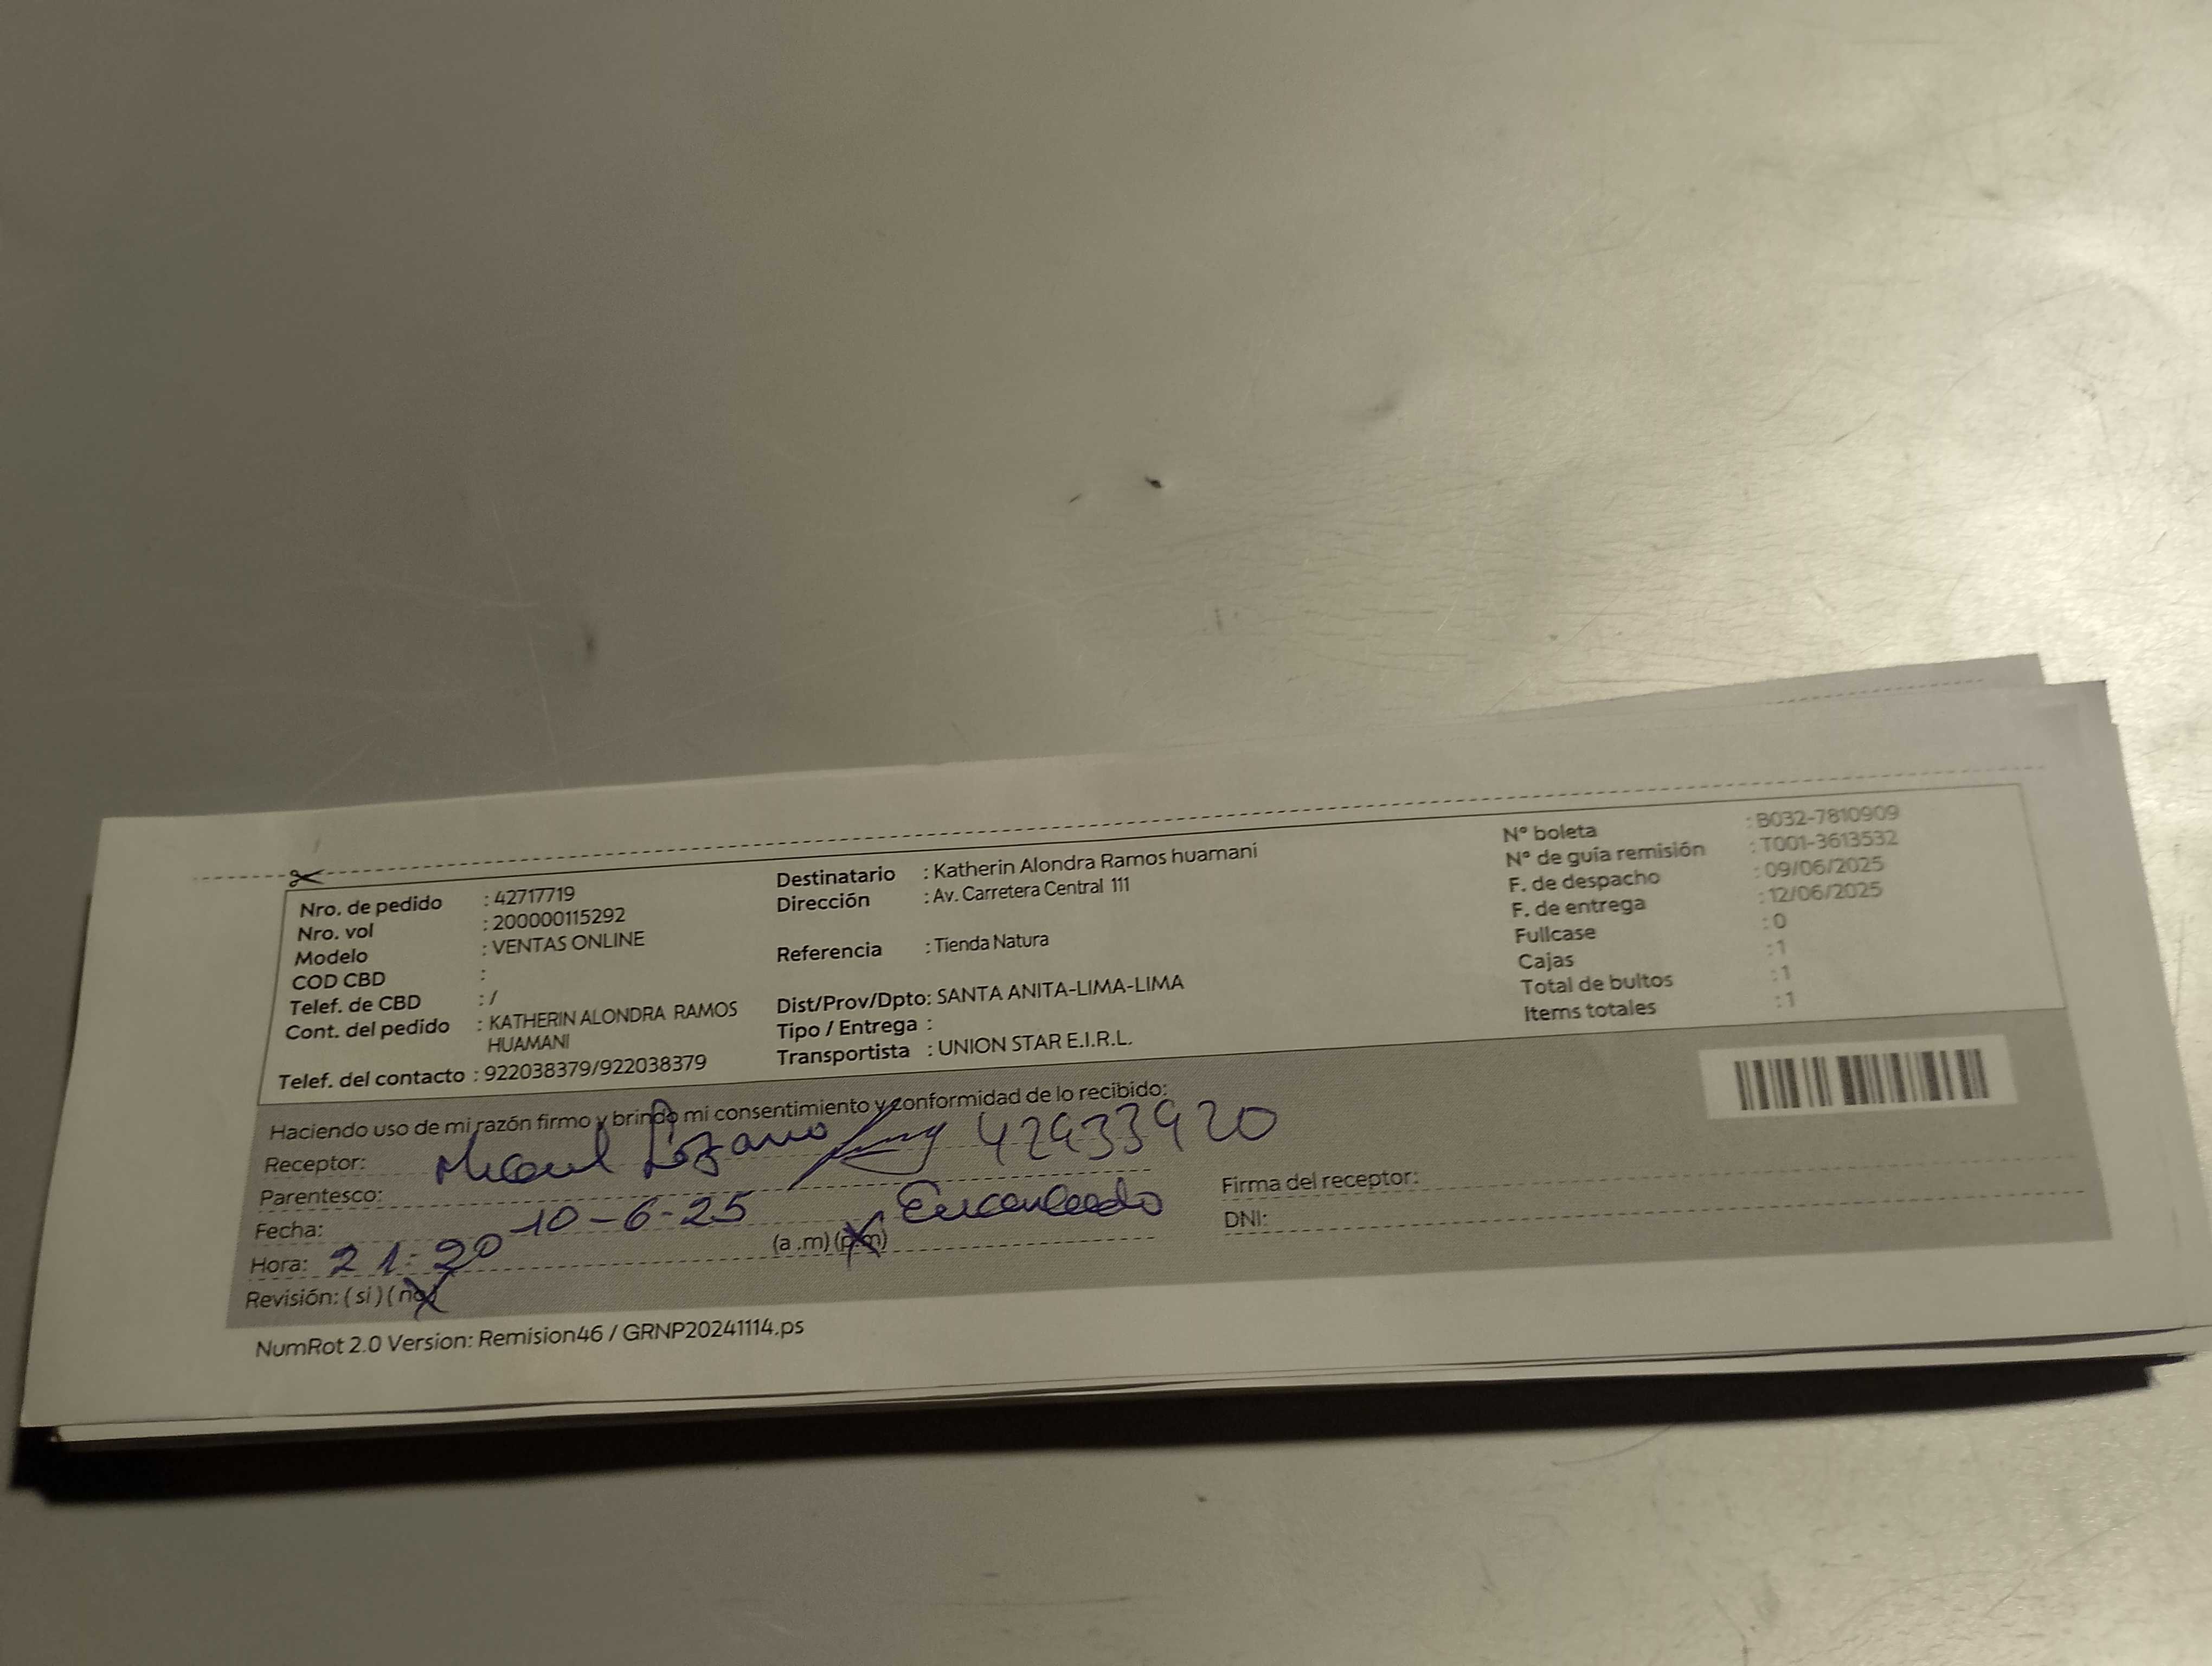 Nro. de pedido : 42717719
Nro. vol : 200000115292
Modelo : VENTAS ONLINE
COD CBD :
Telef. de CBD : /
Cont. del pedido : KATHERIN ALONDRA RAMOS
HUAMANI
Telef. del contacto : 922038379/922038379
Destinatario : Katherin Alondra Ramos huamani
Dirección : Av. Carretera Central 111
Referencia : Tienda Natura
Dist/Prov/Dpto: SANTA ANITA-LIMA-LIMA
Tipo / Entrega :
Transportista : UNION STAR E.I.R.L.
N° boleta : B032-7810909
N° de guía remisión : T001-3613532
F. de despacho : 09/06/2025
F. de entrega : 12/06/2025
Fullcase : 0
Cajas : 1
Total de bultos : 1
Items totales : 1
Haciendo uso de mi razón firmo y brindo mi consentimiento y conformidad de lo recibido:
Receptor: Lozano 42933920
Parentesco:
Fecha: 10-6-25
Hora: 21:20 (a .m) (p.m)
Revisión: ( si ) ( no )
Firma del receptor:
DNI:
NumRot 2.0 Version: Remision46 / GRNP20241114.ps